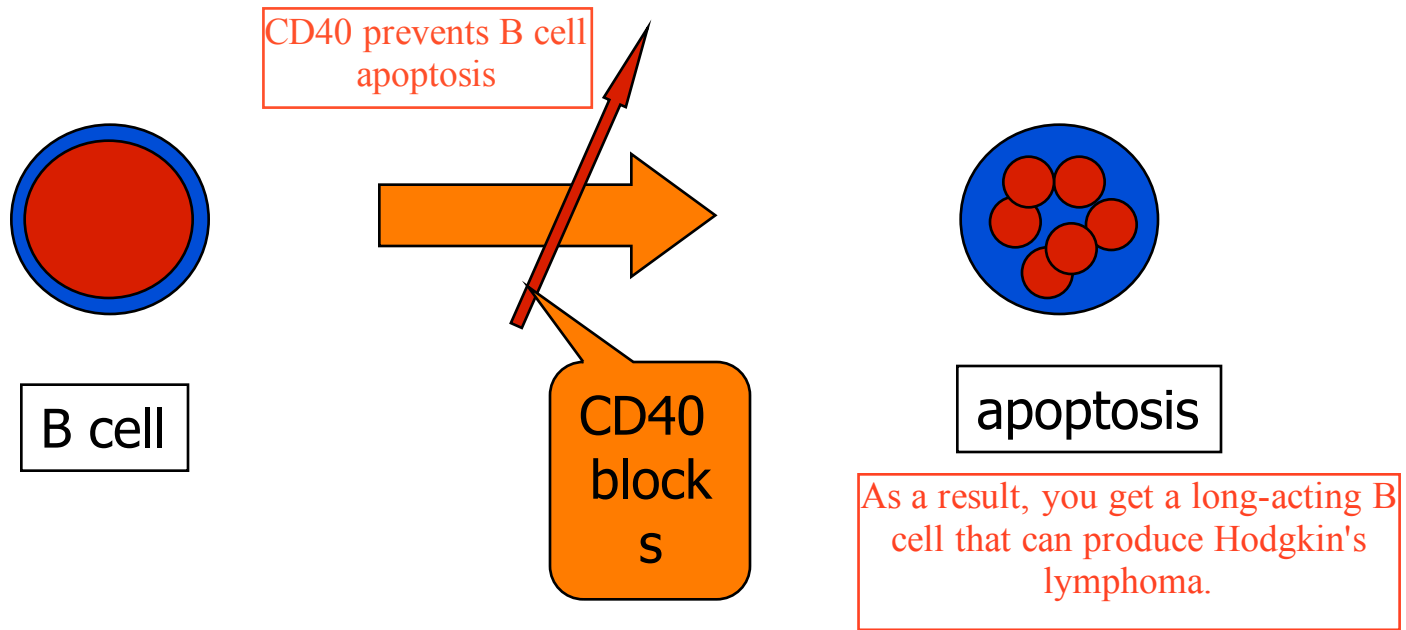 CD40 prevents B cell
apoptosis
B cell
CD40
block
s
apoptosis
As a result, you get a long-acting B
cell that can produce Hodgkin's
lymphoma.